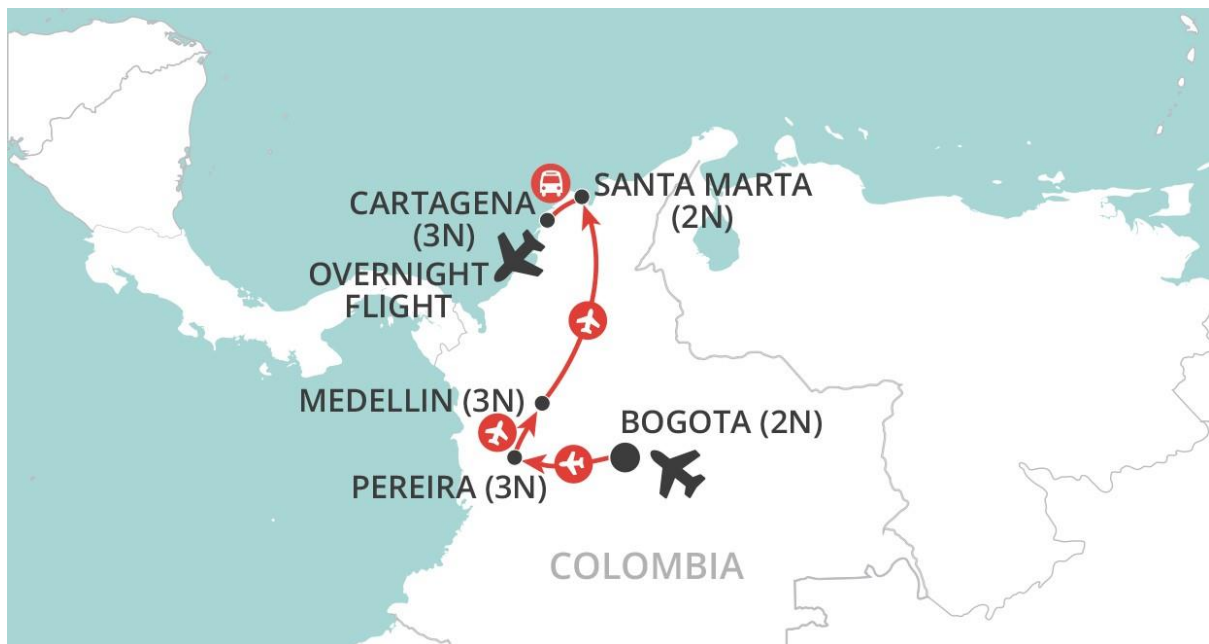 SANTA MARTA
(2N)
CARTAGENA
(3N)
OVERNIGHT
FLIGHT
MEDELLIN (3N)
BOGOTA (2N)
PEREIRA (3N)
COLOMBIA